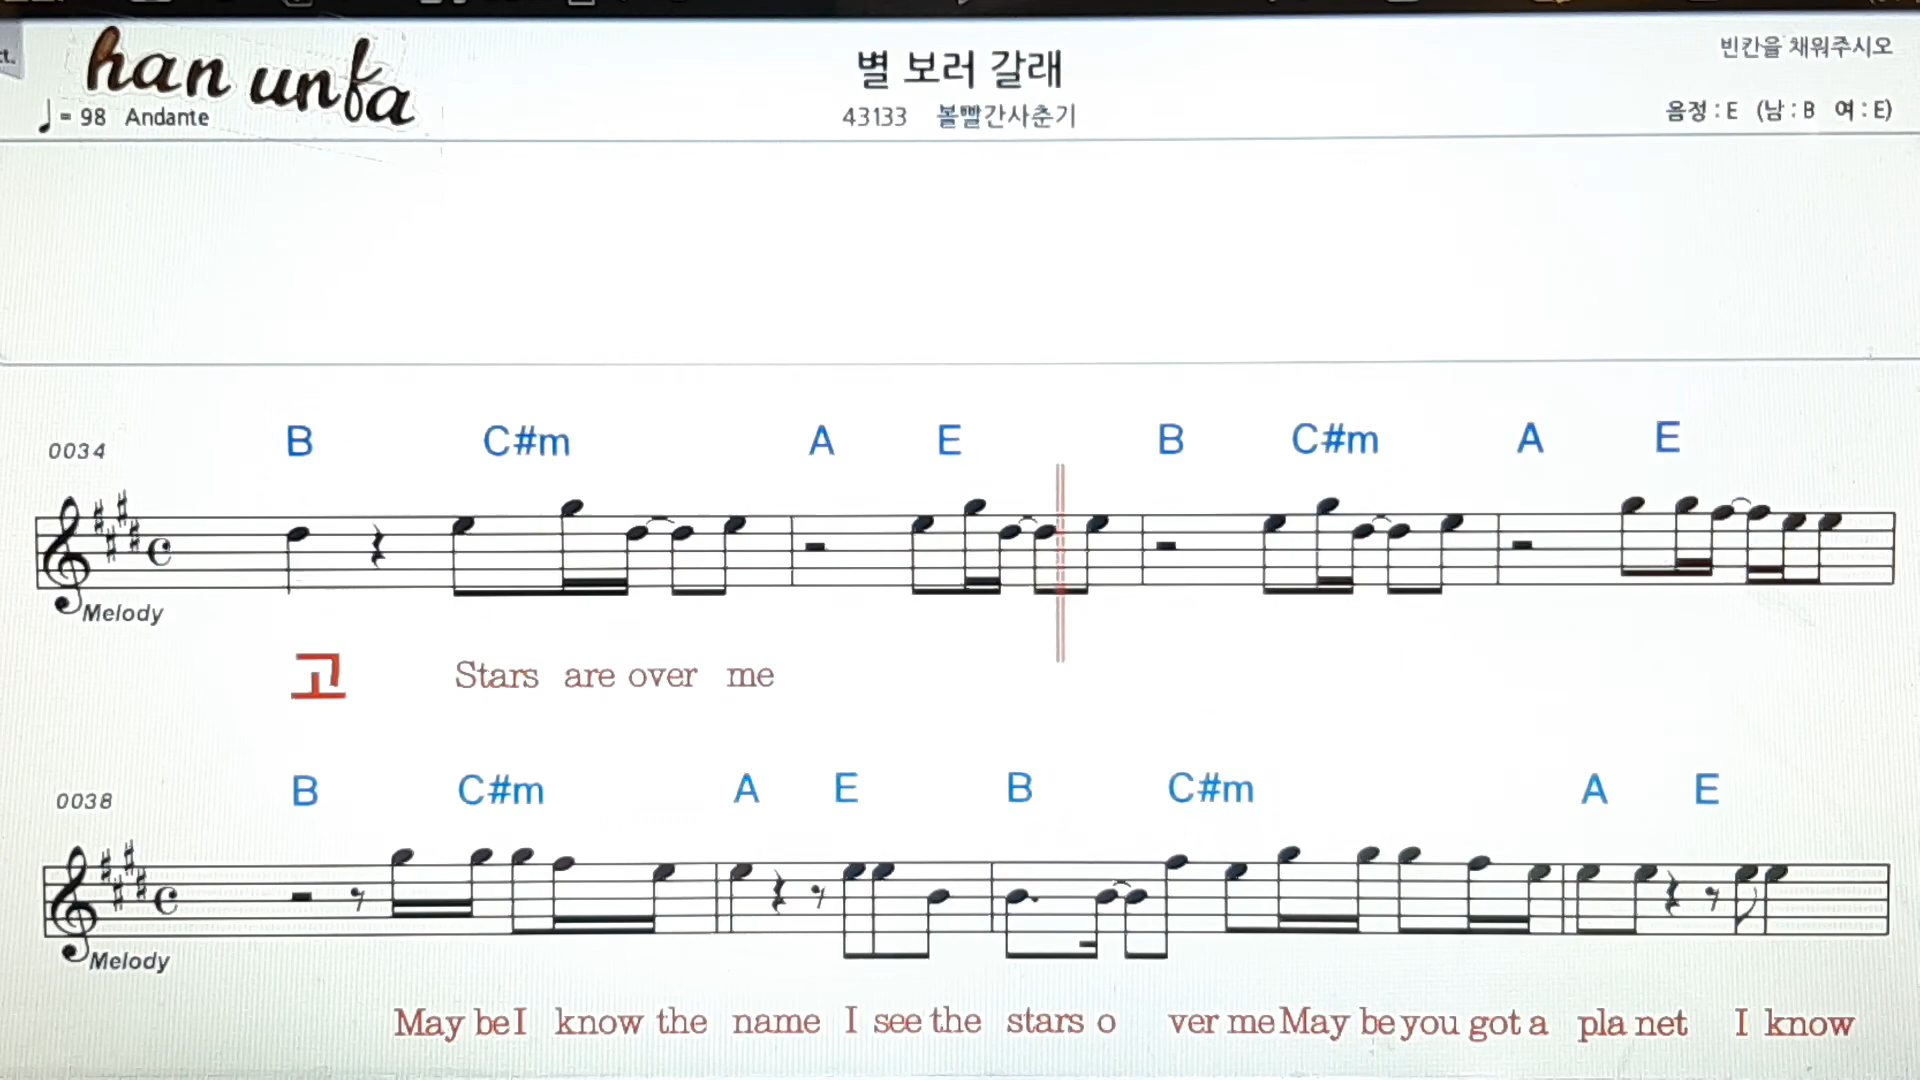 ct.
han unfa
별 보러 갈래
빈칸을 채워주시오
= 98 Andante
43133 볼빨간사춘기
음정 : E (남 : B 여 : E)
B C#m A E B C#m A E
0034
Melody
고 Stars are over me
B C#m A E B C#m A E
0038
Melody
May be I know the name I see the stars o ver me May be you got a pla net I know